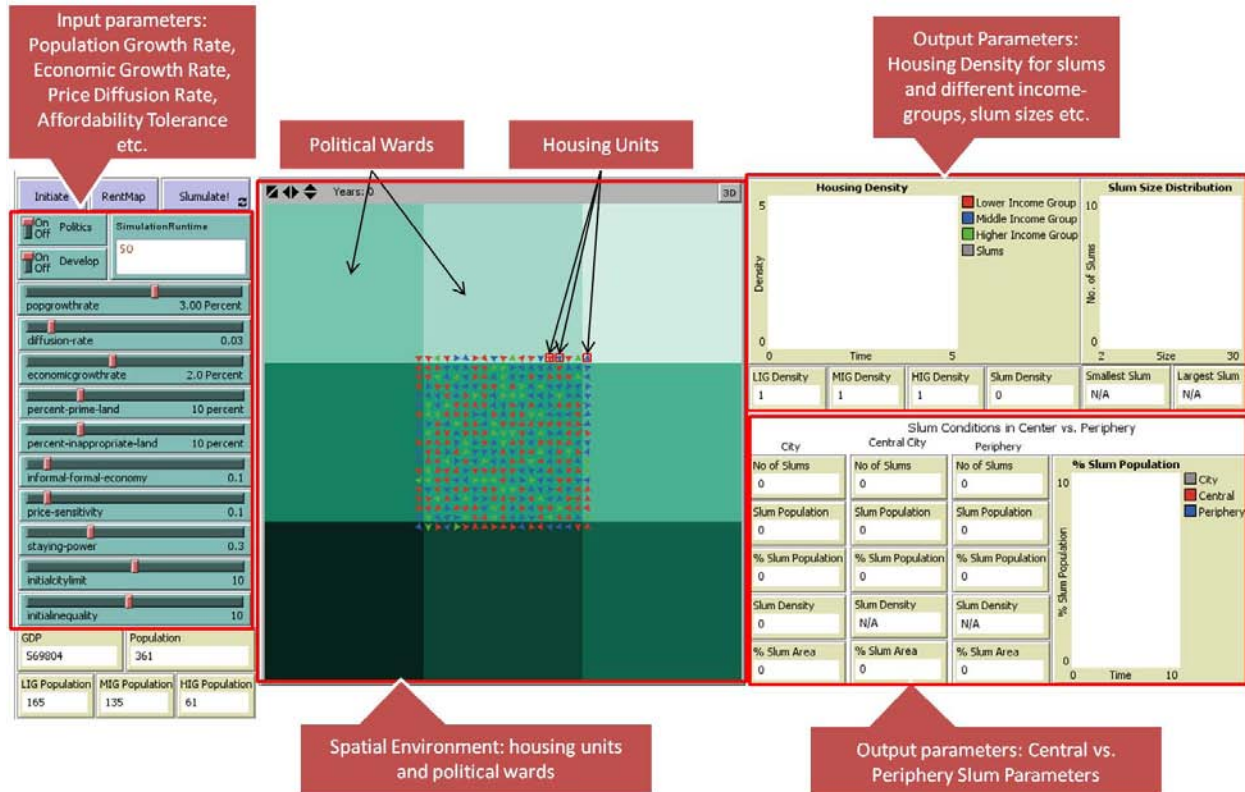 Input parameters:
Population Growth Rate,
Economic Growth Rate,
Price Diffusion Rate,
Affordability Tolerance
etc.
Output Parameters:
Housing Density for slums
and different income-
groups, slum sizes etc.
Political Wards
Housing Units
Initiate
RentMap
Slumulate!
On
Off
Politics
SimulationRuntime
50
On
Off
Develop
popgrowthrate
3.00 Percent
diffusion-rate
0.03
economicgrowthrate
2.0 Percent
percent-prime-land
10 percent
percent-inappropriate-land
10 percent
informal-formal-economy
0.1
price-sensitivity
0.1
staying-power
0.3
initialcitylimit
10
initialinequality
10
GDP
569804
Population
361
LIG Population
165
MIG Population
135
HIG Population
61
Years: 0
3D
Housing Density
5
Density
0
0
Time
5
Lower Income Group
Middle Income Group
Higher Income Group
Slums
Slum Size Distribution
10
No. of Slums
0
2
Size
30
LIG Density
1
MIG Density
1
HIG Density
1
Slum Density
0
Smallest Slum
N/A
Largest Slum
N/A
Slum Conditions in Center vs. Periphery
City
Central City
Periphery
No of Slums
0
No of Slums
0
No of Slums
0
Slum Population
0
Slum Population
0
Slum Population
0
% Slum Population
0
% Slum Population
0
% Slum Population
0
Slum Density
0
Slum Density
N/A
Slum Density
N/A
% Slum Area
0
% Slum Area
0
% Slum Area
0
% Slum Population
10
% Slum Population
0
0
Time
10
City
Central
Periphery
Spatial Environment: housing units
and political wards
Output parameters: Central vs.
Periphery Slum Parameters